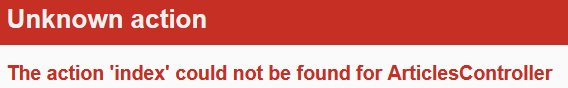 Unknown action
The action 'index' could not be found for ArticlesController